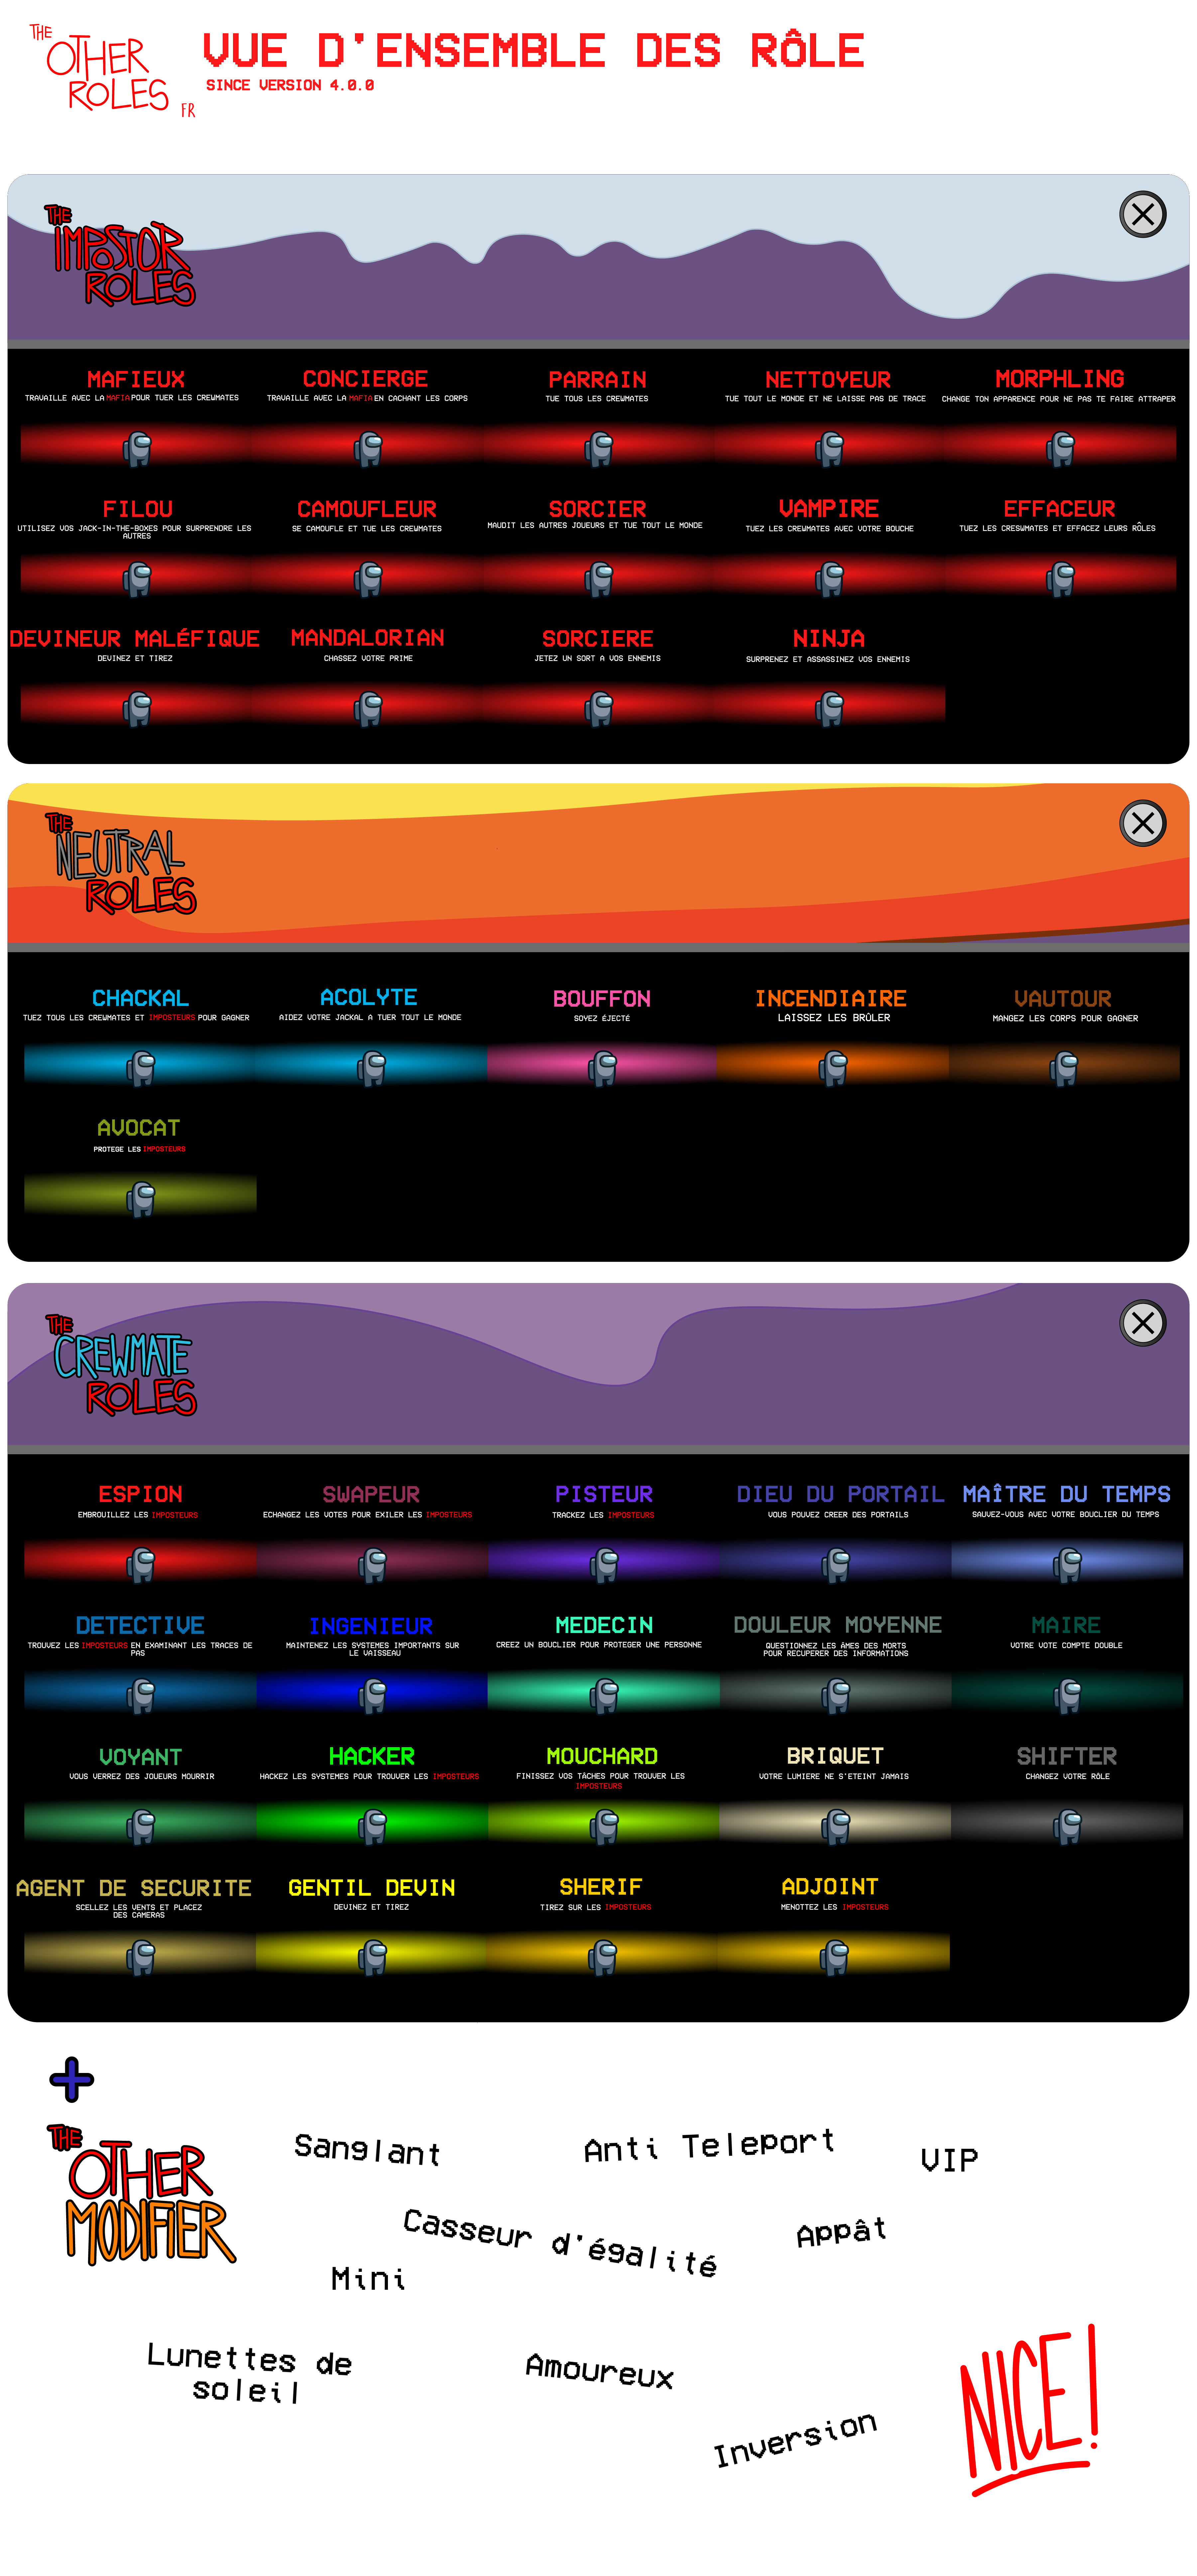 THE
OTHER
ROLES
FR
VUE D'ENSEMBLE DES RÔLE
SINCE VERSION 4.0.0
THE
IMPOSTOR
ROLES
MAFIEUX
TRAVAILLE AVEC LA MAFIA POUR TUER LES CREWMATES
CONCIERGE
TRAVAILLE AVEC LA MAFIA EN CACHANT LES CORPS
PARRAIN
TUE TOUS LES CREWMATES
NETTOYEUR
TUE TOUT LE MONDE ET NE LAISSE PAS DE TRACE
MORPHLING
CHANGE TON APPARENCE POUR NE PAS TE FAIRE ATTRAPER
FILOU
UTILISEZ VOS JACK-IN-THE-BOXES POUR SURPRENDRE LES
AUTRES
CAMOUFLEUR
SE CAMOUFLE ET TUE LES CREWMATES
SORCIER
MAUDIT LES AUTRES JOUEURS ET TUE TOUT LE MONDE
VAMPIRE
TUEZ LES CREWMATES AVEC VOTRE BOUCHE
EFFACEUR
TUEZ LES CRESWMATES ET EFFACEZ LEURS RÔLES
DEVINEUR MALÉFIQUE
DEVINEZ ET TIREZ
MANDALORIAN
CHASSEZ VOTRE PRIME
SORCIERE
JETEZ UN SORT A VOS ENNEMIS
NINJA
SURPRENEZ ET ASSASSINEZ VOS ENNEMIS
THE
NEUTRAL
ROLES
CHACKAL
TUEZ TOUS LES CREWMATES ET IMPOSTEURS POUR GAGNER
ACOLYTE
AIDEZ VOTRE JACKAL A TUER TOUT LE MONDE
BOUFFON
SOYEZ ÉJECTÉ
INCENDIAIRE
LAISSEZ LES BRÛLER
VAUTOUR
MANGEZ LES CORPS POUR GAGNER
AVOCAT
PROTEGE LES IMPOSTEURS
THE
CREWMATE
ROLES
ESPION
EMBROUILLEZ LES IMPOSTEURS
SWAPEUR
ECHANGEZ LES VOTES POUR EXILER LES IMPOSTEURS
PISTEUR
TRACKEZ LES IMPOSTEURS
DIEU DU PORTAIL
VOUS POUVEZ CREER DES PORTAILS
MAÎTRE DU TEMPS
SAUVEZ-VOUS AVEC VOTRE BOUCLIER DU TEMPS
DETECTIVE
TROUVEZ LES IMPOSTEURS EN EXAMINANT LES TRACES DE
PAS
INGENIEUR
MAINTENEZ LES SYSTEMES IMPORTANTS SUR
LE VAISSEAU
MEDECIN
CREEZ UN BOUCLIER POUR PROTEGER UNE PERSONNE
DOULEUR MOYENNE
QUESTIONNEZ LES ÂMES DES MORTS
POUR RECUPERER DES INFORMATIONS
MAIRE
VOTRE VOTE COMPTE DOUBLE
VOYANT
VOUS VERREZ DES JOUEURS MOURRIR
HACKER
HACKEZ LES SYSTEMES POUR TROUVER LES IMPOSTEURS
MOUCHARD
FINISSEZ VOS TÂCHES POUR TROUVER LES
IMPOSTEURS
BRIQUET
VOTRE LUMIERE NE S'ETEINT JAMAIS
SHIFTER
CHANGEZ VOTRE RÔLE
AGENT DE SECURITE
SCELLEZ LES VENTS ET PLACEZ
DES CAMERAS
GENTIL DEVIN
DEVINEZ ET TIREZ
SHERIF
TIREZ SUR LES IMPOSTEURS
ADJOINT
MENOTTEZ LES IMPOSTEURS
THE
OTHER
MODIFIER
Sanglant
Anti Teleport
VIP
Casseur d'égalité
Appât
Mini
Lunettes de
soleil
Amoureux
Inversion
NICE!